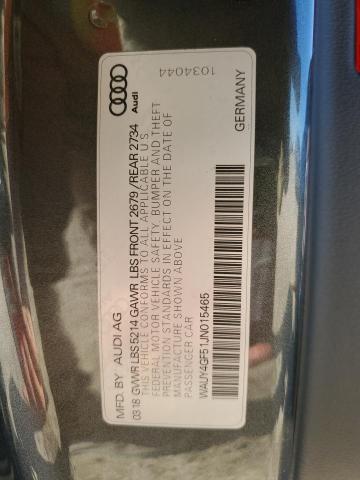 MFD. BY AUDI AG
03.18 GVWR LBS 5214 GAWR LBS FRONT 2679 /REAR 2734
THIS VEHICLE CONFORMS TO ALL APPLICABLE U.S.
FEDERAL MOTOR VEHICLE SAFETY, BUMPER AND THEFT
PREVENTION STANDARDS IN EFFECT ON THE DATE OF
MANUFACTURE SHOWN ABOVE
PASSENGER CAR
WAUY4GF51JN015465
Audi
1034044
GERMANY